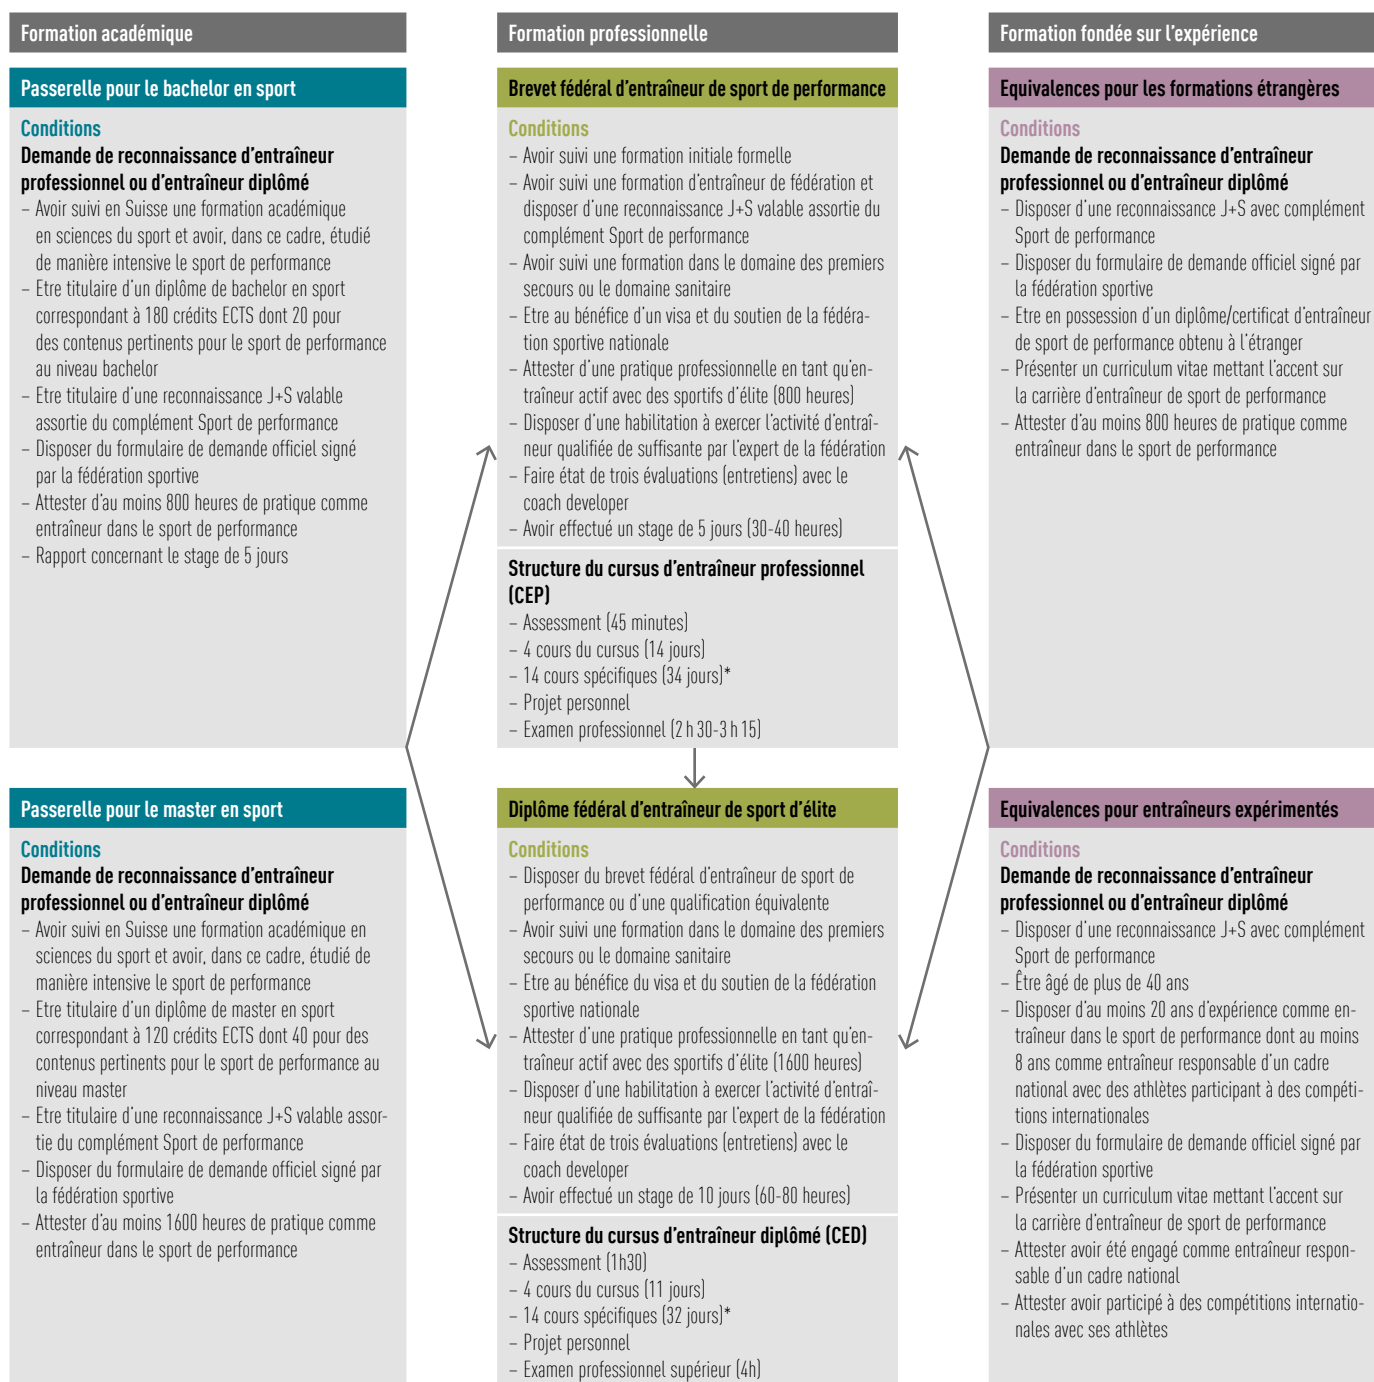 Formation académique
Passerelle pour le bachelor en sport
Conditions
Demande de reconnaissance d’entraîneur
professionnel ou d’entraîneur diplômé
– Avoir suivi en Suisse une formation académique
en sciences du sport et avoir, dans ce cadre, étudié
de manière intensive le sport de performance
– Etre titulaire d’un diplôme de bachelor en sport
correspondant à 180 crédits ECTS dont 20 pour
des contenus pertinents pour le sport de performance
au niveau bachelor
– Etre titulaire d’une reconnaissance J+S valable
assortie du complément Sport de performance
– Disposer du formulaire de demande officiel signé
par la fédération sportive
– Attester d’au moins 800 heures de pratique comme
entraîneur dans le sport de performance
– Rapport concernant le stage de 5 jours
Passerelle pour le master en sport
Conditions
Demande de reconnaissance d’entraîneur
professionnel ou d’entraîneur diplômé
– Avoir suivi en Suisse une formation académique en
sciences du sport et avoir, dans ce cadre, étudié de
manière intensive le sport de performance
– Etre titulaire d’un diplôme de master en sport
correspondant à 120 crédits ECTS dont 40 pour des
contenus pertinents pour le sport de performance au
niveau master
– Etre titulaire d’une reconnaissance J+S valable assor-
tie du complément Sport de performance
– Disposer du formulaire de demande officiel signé par
la fédération sportive
– Attester d’au moins 1600 heures de pratique comme
entraîneur dans le sport de performance
Formation professionnelle
Brevet fédéral d’entraîneur de sport de performance
Conditions
– Avoir suivi une formation initiale formelle
– Avoir suivi une formation d’entraîneur de fédération et
disposer d’une reconnaissance J+S valable assortie du
complément Sport de performance
– Avoir suivi une formation dans le domaine des premiers
secours ou le domaine sanitaire
– Etre au bénéfice d’un visa et du soutien de la fédéra-
tion sportive nationale
– Attester d’une pratique professionnelle en tant qu’en-
traîneur actif avec des sportifs d’élite (800 heures)
– Disposer d’une habilitation à exercer l’activité d’entraî-
neur qualifiée de suffisante par l’expert de la fédération
– Faire état de trois évaluations (entretiens) avec le
coach developer
– Avoir effectué un stage de 5 jours (30-40 heures)
Structure du cursus d’entraîneur professionnel
(CEP)
– Assessment (45 minutes)
– 4 cours du cursus (14 jours)
– 14 cours spécifiques (34 jours)*
– Projet personnel
– Examen professionnel (2 h 30-3 h 15)
Diplôme fédéral d’entraîneur de sport d’élite
Conditions
– Disposer du brevet fédéral d’entraîneur de sport de
performance ou d’une qualification équivalente
– Avoir suivi une formation dans le domaine des premiers
secours ou le domaine sanitaire
– Etre au bénéfice du visa et du soutien de la fédération
sportive nationale
– Attester d’une pratique professionnelle en tant qu’en-
traîneur actif avec des sportifs d’élite (1600 heures)
– Disposer d’une habilitation à exercer l’activité d’entraî-
neur qualifiée de suffisante par l’expert de la fédération
– Faire état de trois évaluations (entretiens) avec le
coach developer
– Avoir effectué un stage de 10 jours (60-80 heures)
Structure du cursus d’entraîneur diplômé (CED)
– Assessment (1h30)
– 4 cours du cursus (11 jours)
– 14 cours spécifiques (32 jours)*
– Projet personnel
– Examen professionnel supérieur (4h)
Formation fondée sur l’expérience
Equivalences pour les formations étrangères
Conditions
Demande de reconnaissance d’entraîneur
professionnel ou d’entraîneur diplômé
– Disposer d’une reconnaissance J+S avec complément
Sport de performance
– Disposer du formulaire de demande officiel signé par
la fédération sportive
– Etre en possession d’un diplôme/certificat d’entraîneur
de sport de performance obtenu à l’étranger
– Présenter un curriculum vitae mettant l’accent sur
la carrière d’entraîneur de sport de performance
– Attester d’au moins 800 heures de pratique comme
entraîneur dans le sport de performance
Equivalences pour entraîneurs expérimentés
Conditions
Demande de reconnaissance d’entraîneur
professionnel ou d’entraîneur diplômé
– Disposer d’une reconnaissance J+S avec complément
Sport de performance
– Être âgé de plus de 40 ans
– Disposer d’au moins 20 ans d’expérience comme en-
traîneur dans le sport de performance dont au moins
8 ans comme entraîneur responsable d’un cadre
national avec des athlètes participant à des compéti-
tions internationales
– Disposer du formulaire de demande officiel signé par
la fédération sportive
– Présenter un curriculum vitae mettant l’accent sur
la carrière d’entraîneur de sport de performance
– Attester avoir été engagé comme entraîneur respon-
sable d’un cadre national
– Attester avoir participé à des compétitions internatio-
nales avec ses athlètes